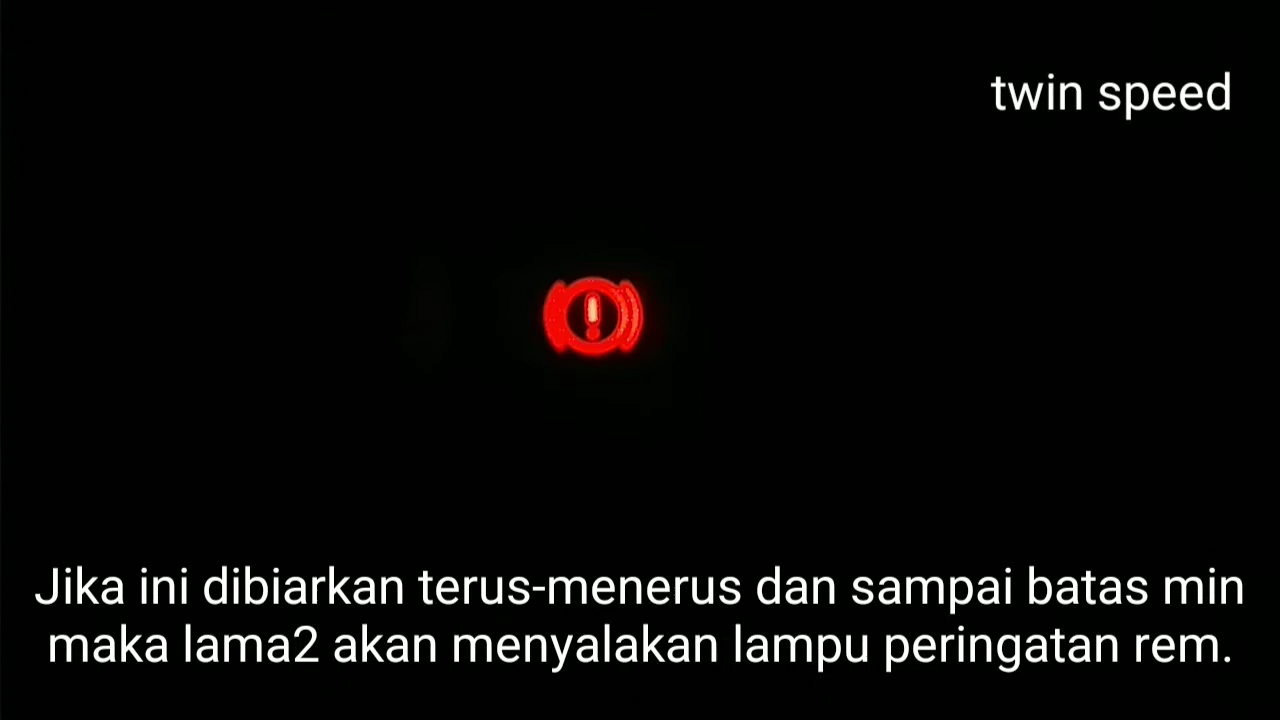 twin speed
Jika ini dibiarkan terus-menerus dan sampai batas min
maka lama2 akan menyalakan lampu peringatan rem.